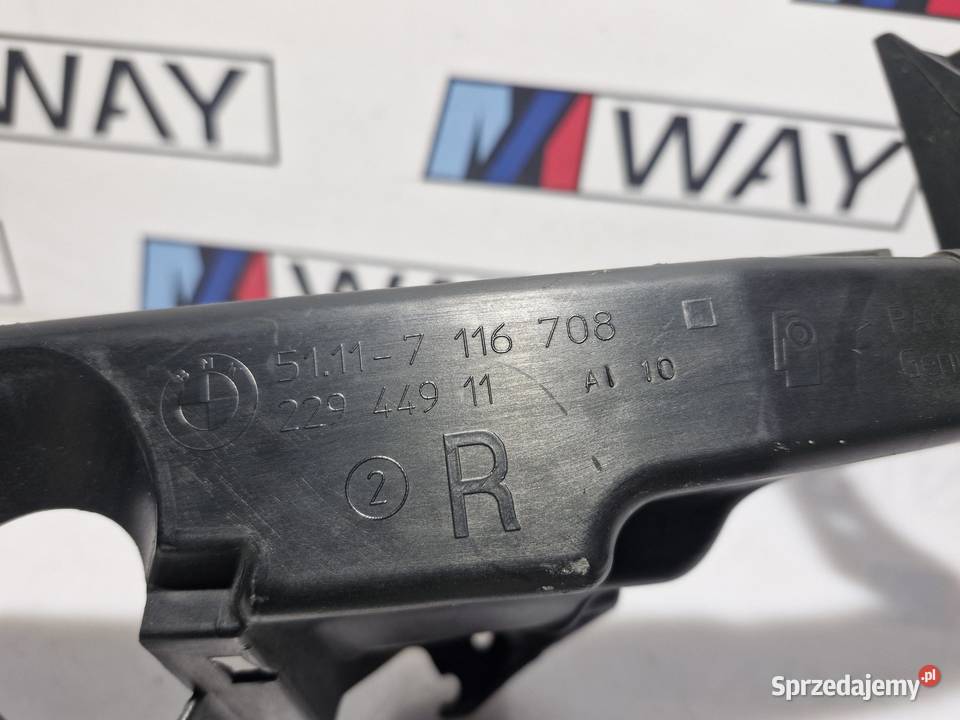 WAY
WAY
51.11-7 116 708
229 449 11
AI 10
2
R
Sprzedajemy.pl